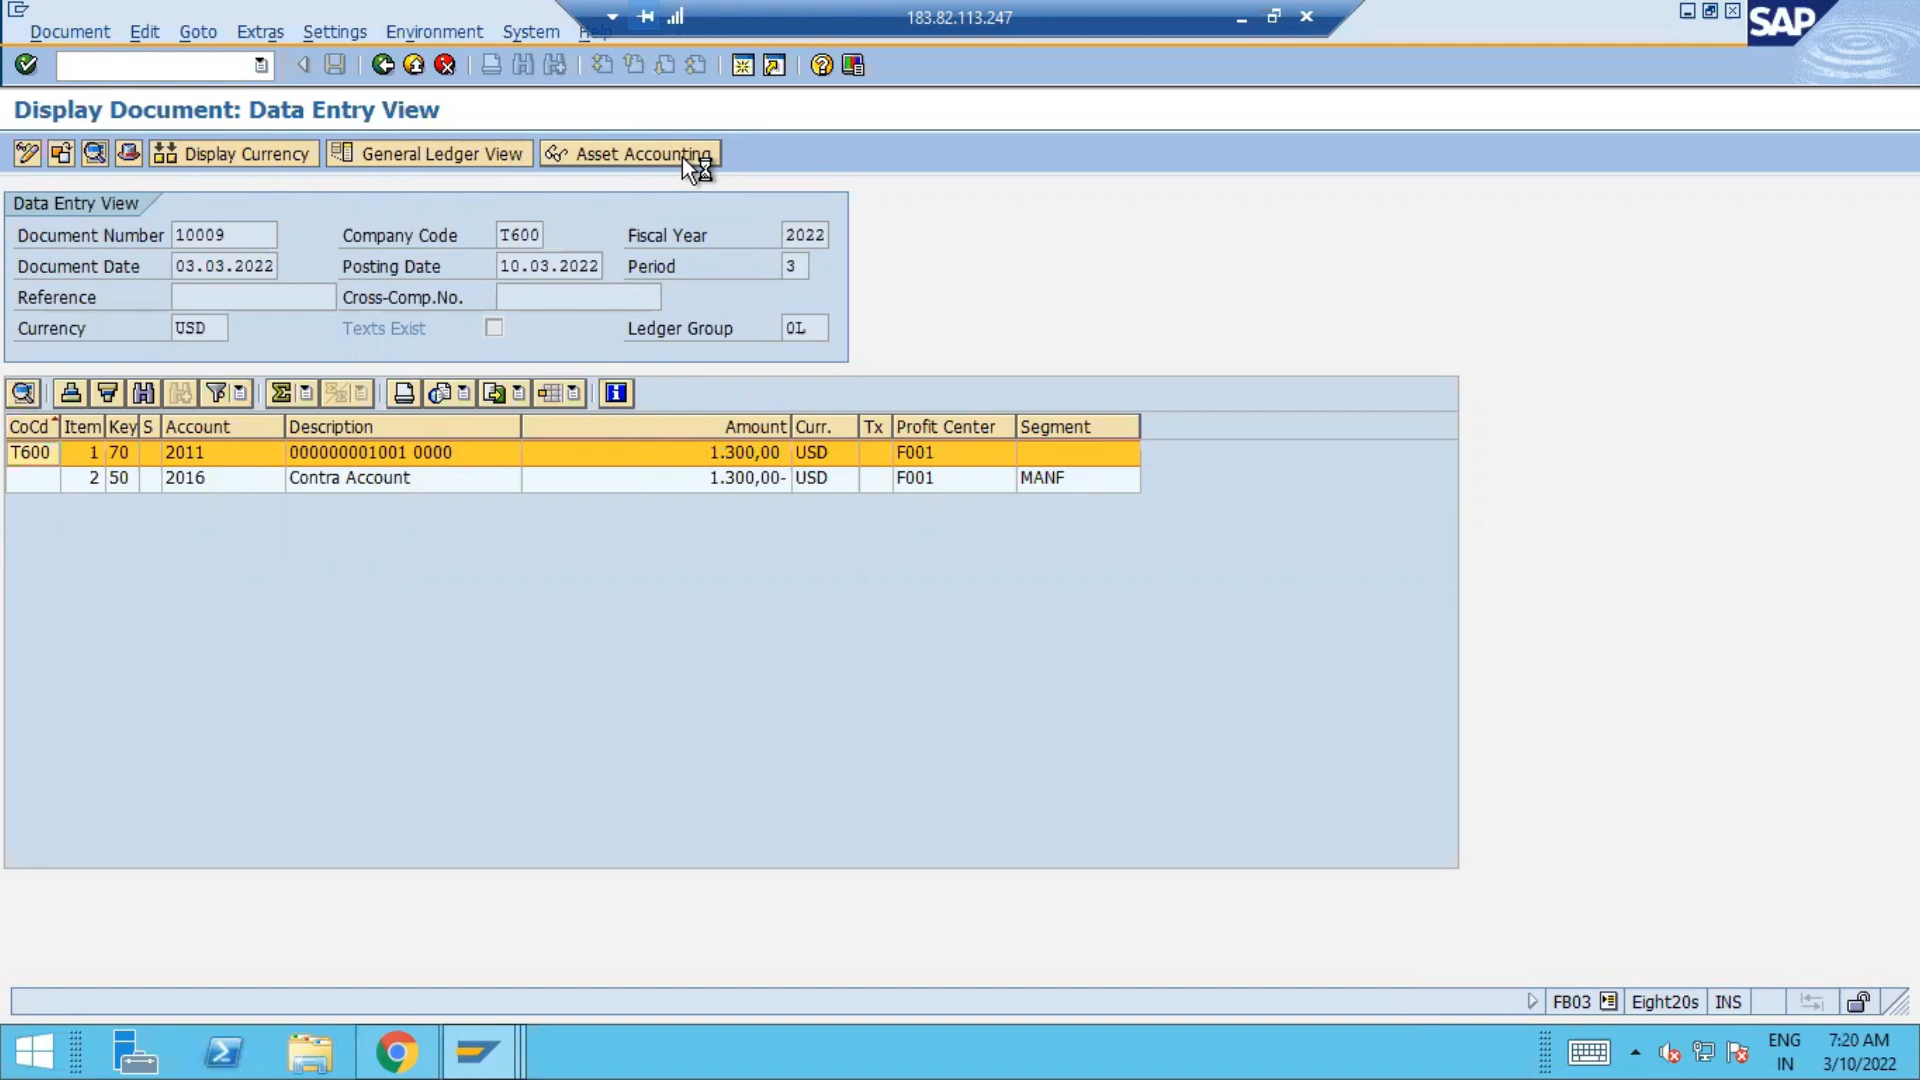 183.82.113.247
Document Edit Goto Extras Settings Environment System Help
SAP
Display Document: Data Entry View
Display Currency General Ledger View Asset Accounting
Data Entry View
Document Number 10009 Company Code T600 Fiscal Year 2022
Document Date 03.03.2022 Posting Date 10.03.2022 Period 3
Reference Cross-Comp.No.
Currency USD Texts Exist Ledger Group 0L
CoCd Item Key S Account Description Amount Curr. Tx Profit Center Segment
T600 1 70 2011 000000001001 0000 1.300,00 USD F001
2 50 2016 Contra Account 1.300,00- USD F001 MANF
FB03 Eight20s INS
ENG 7:20 AM
IN 3/10/2022